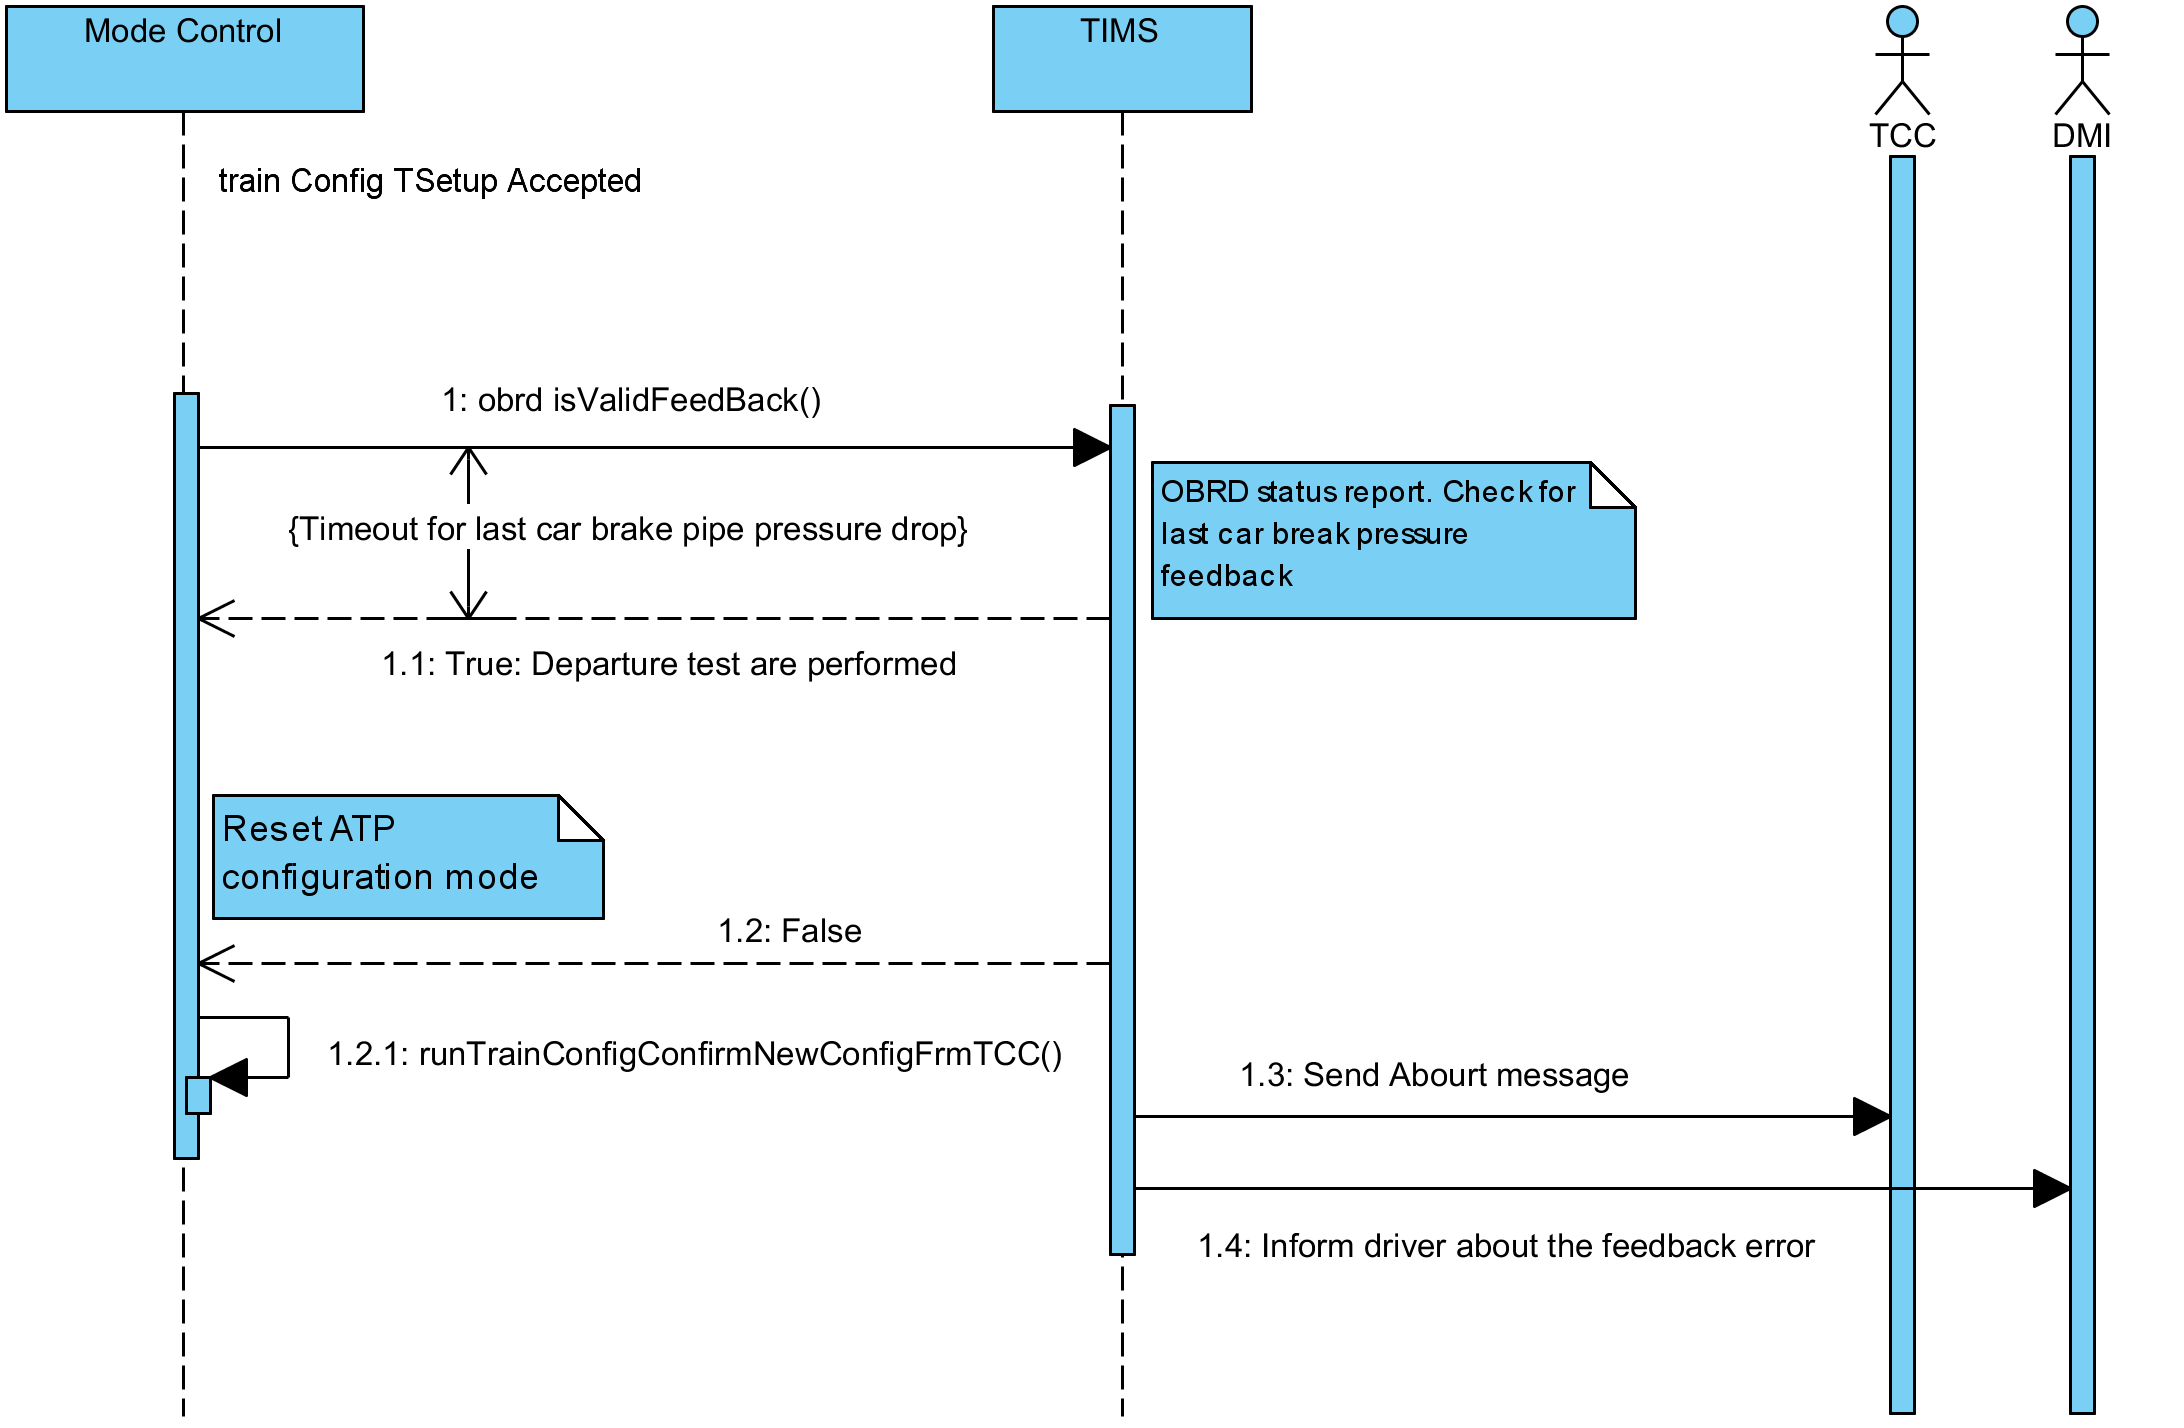 Mode Control
TIMS
TCC
DMI
train Config TSetup Accepted
1: obrd isValidFeedBack()
{Timeout for last car brake pipe pressure drop}
OBRD status report. Check for
last car break pressure
feedback
1.1: True: Departure test are performed
Reset ATP
configuration mode
1.2: False
1.2.1: runTrainConfigConfirmNewConfigFrmTCC()
1.3: Send Abourt message
1.4: Inform driver about the feedback error